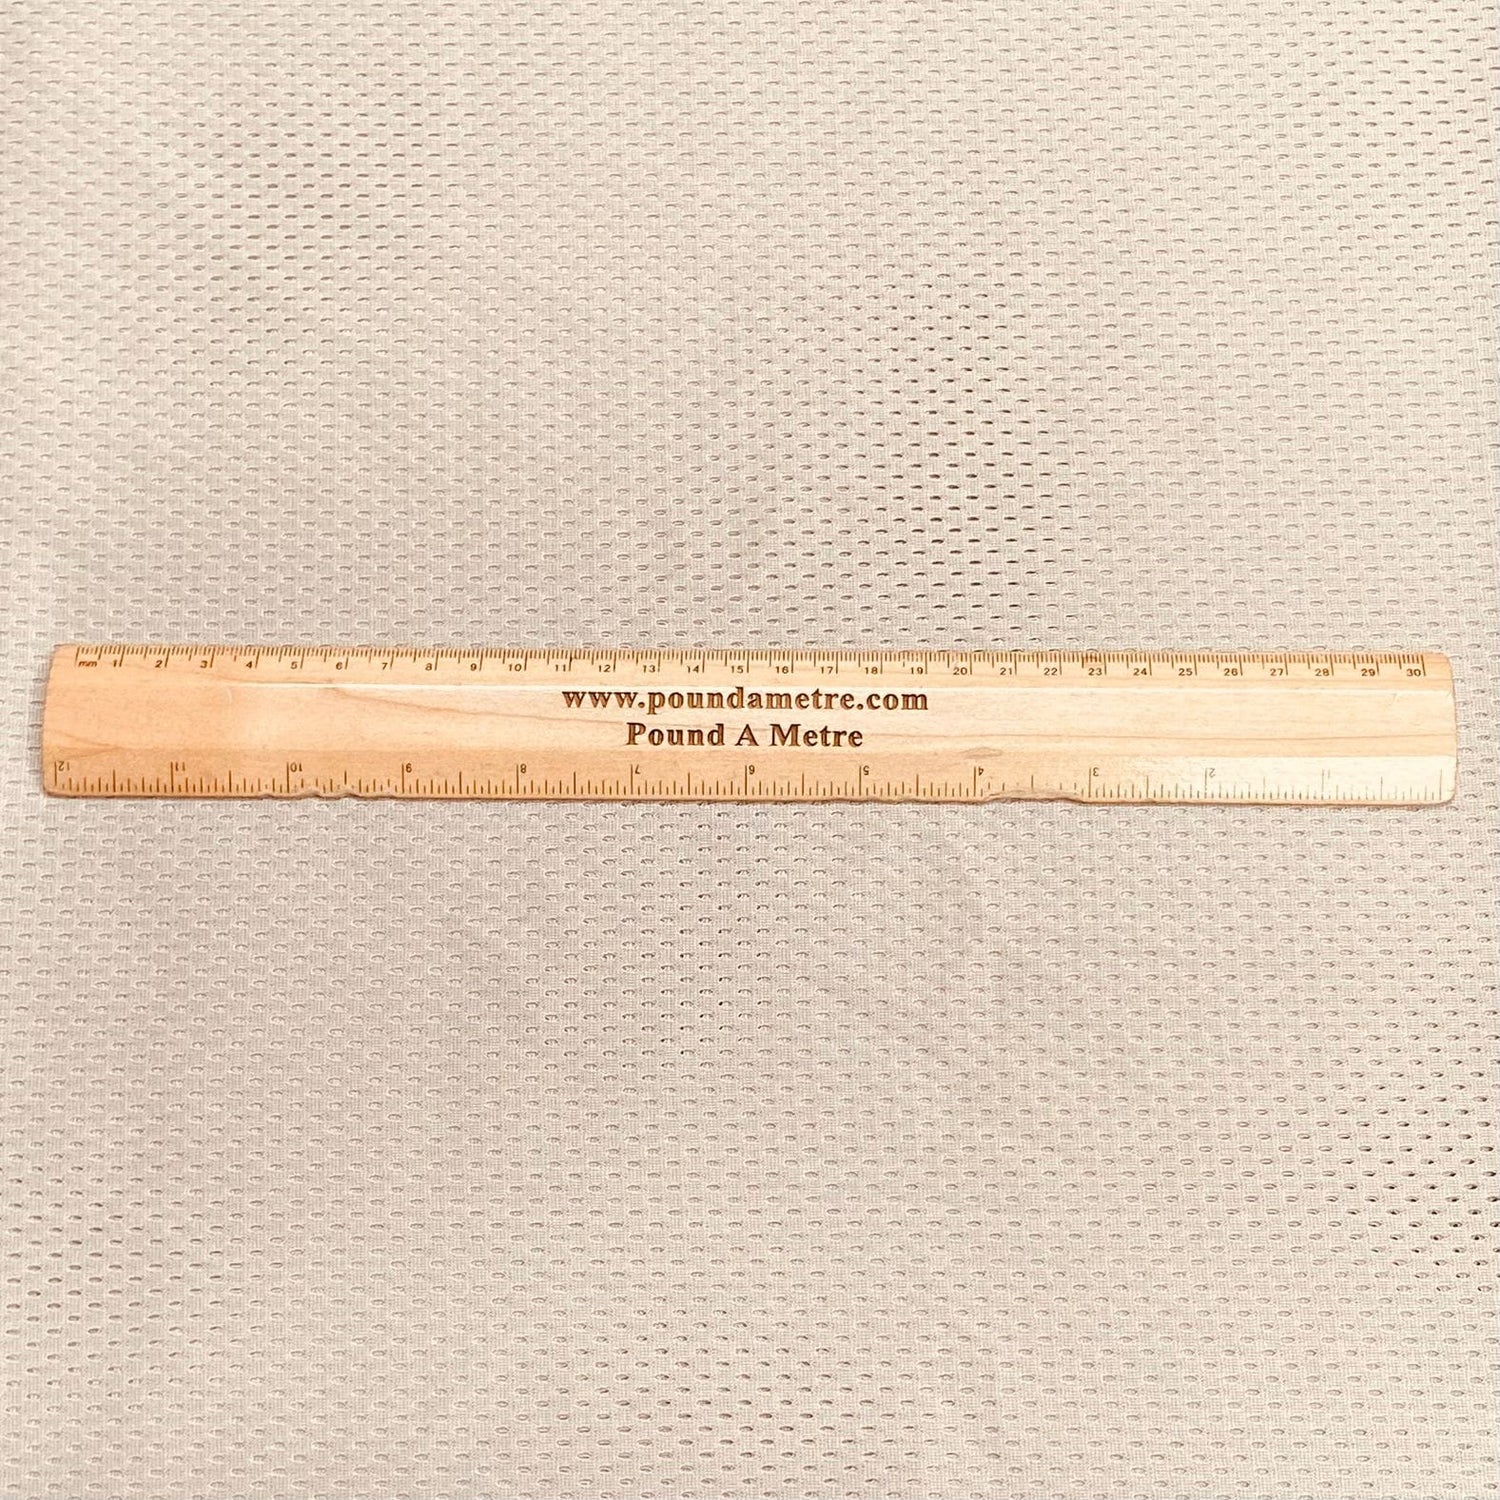 mm 1 2 3 4 5 6 7 8 9 10 11 12 13 14 15 16 17 18 19 20 21 22 23 24 25 26 27 28 29 30
www.poundametre.com
Pound A Metre
12 11 10 9 8 7 6 5 4 3 2 1